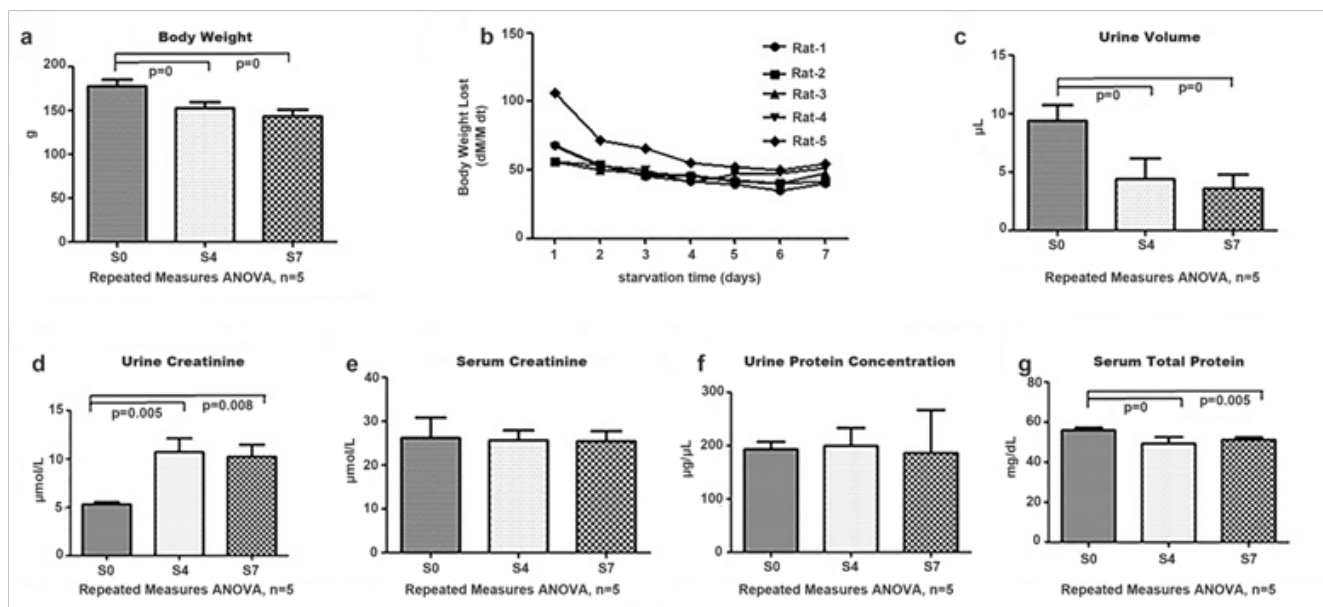 a
Body Weight
200
150
100
50
0
g
p=0
p=0
S0 S4 S7
Repeated Measures ANOVA, n=5
b
150
100
50
0
Body Weight Lost
(dM/M dt)
Rat-1
Rat-2
Rat-3
Rat-4
Rat-5
1 2 3 4 5 6 7
starvation time (days)
c
Urine Volume
15
10
5
0
µL
p=0
p=0
S0 S4 S7
Repeated Measures ANOVA, n=5
d
Urine Creatinine
15
10
5
0
µmol/L
p=0.005
p=0.008
S0 S4 S7
Repeated Measures ANOVA, n=5
e
Serum Creatinine
40
30
20
10
0
µmol/L
S0 S4 S7
Repeated Measures ANOVA, n=5
f
Urine Protein Concentration
300
200
100
0
µg/µL
S0 S4 S7
Repeated Measures ANOVA, n=5
g
Serum Total Protein
80
60
40
20
0
mg/dL
p=0
p=0.005
S0 S4 S7
Repeated Measures ANOVA, n=5